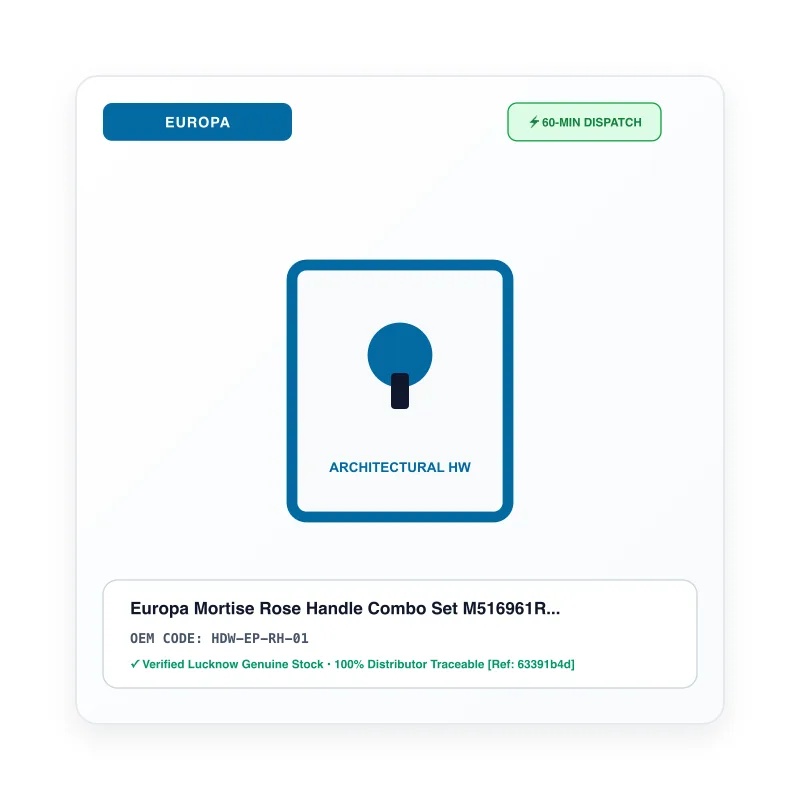 EUROPA
⚡ 60-MIN DISPATCH
ARCHITECTURAL HW
Europa Mortise Rose Handle Combo Set M516961R...
OEM CODE: HDW-EP-RH-01
✓ Verified Lucknow Genuine Stock · 100% Distributor Traceable [Ref: 63391b4d]